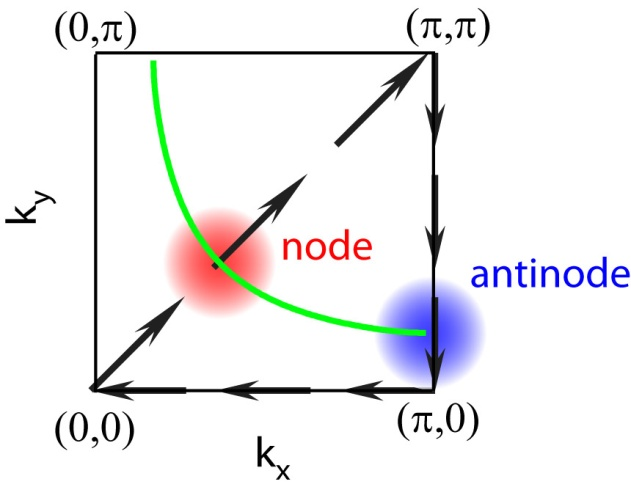 (0,π) (π,π)
k_y
node
antinode
(0,0) (π,0)
k_x